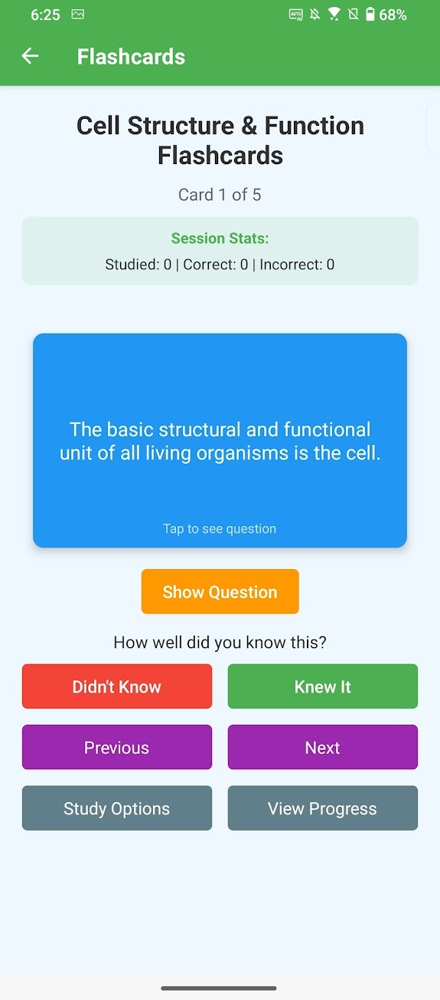 6:25
AUTO Hz
68%
Flashcards
Cell Structure & Function
Flashcards
Card 1 of 5
Session Stats:
Studied: 0 | Correct: 0 | Incorrect: 0
The basic structural and functional
unit of all living organisms is the cell.
Tap to see question
Show Question
How well did you know this?
Didn't Know
Knew It
Previous
Next
Study Options
View Progress